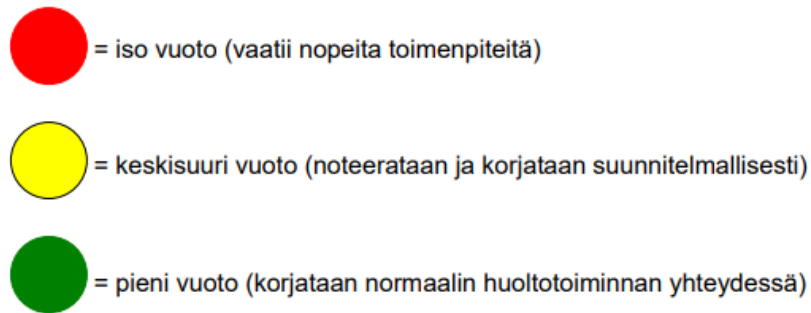 = iso vuoto (vaatii nopeita toimenpiteitä)
= keskisuuri vuoto (noteerataan ja korjataan suunnitelmallisesti)
= pieni vuoto (korjataan normaalin huoltotoiminnan yhteydessä)